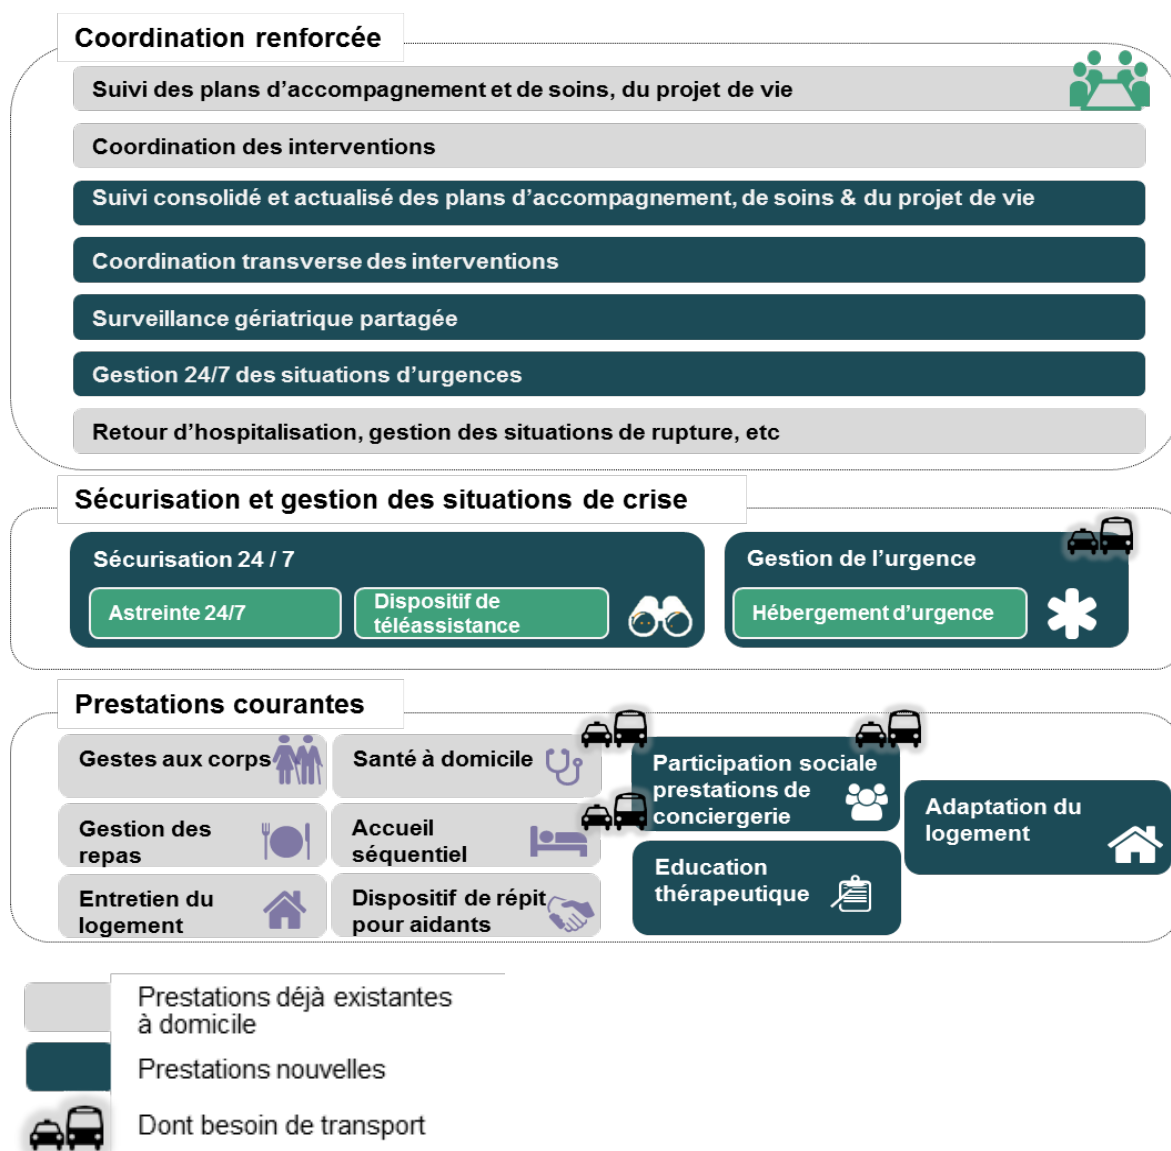 Coordination renforcée
Suivi des plans d’accompagnement et de soins, du projet de vie
Coordination des interventions
Suivi consolidé et actualisé des plans d’accompagnement, de soins & du projet de vie
Coordination transverse des interventions
Surveillance gériatrique partagée
Gestion 24/7 des situations d’urgences
Retour d’hospitalisation, gestion des situations de rupture, etc
Sécurisation et gestion des situations de crise
Sécurisation 24 / 7
Astreinte 24/7
Dispositif de
téléassistance
Gestion de l’urgence
Hébergement d’urgence
Prestations courantes
Gestes aux corps
Santé à domicile
Gestion des
repas
Accueil
séquentiel
Entretien du
logement
Dispositif de répit
pour aidants
Participation sociale
prestations de
conciergerie
Education
thérapeutique
Adaptation du
logement
Prestations déjà existantes
à domicile
Prestations nouvelles
Dont besoin de transport